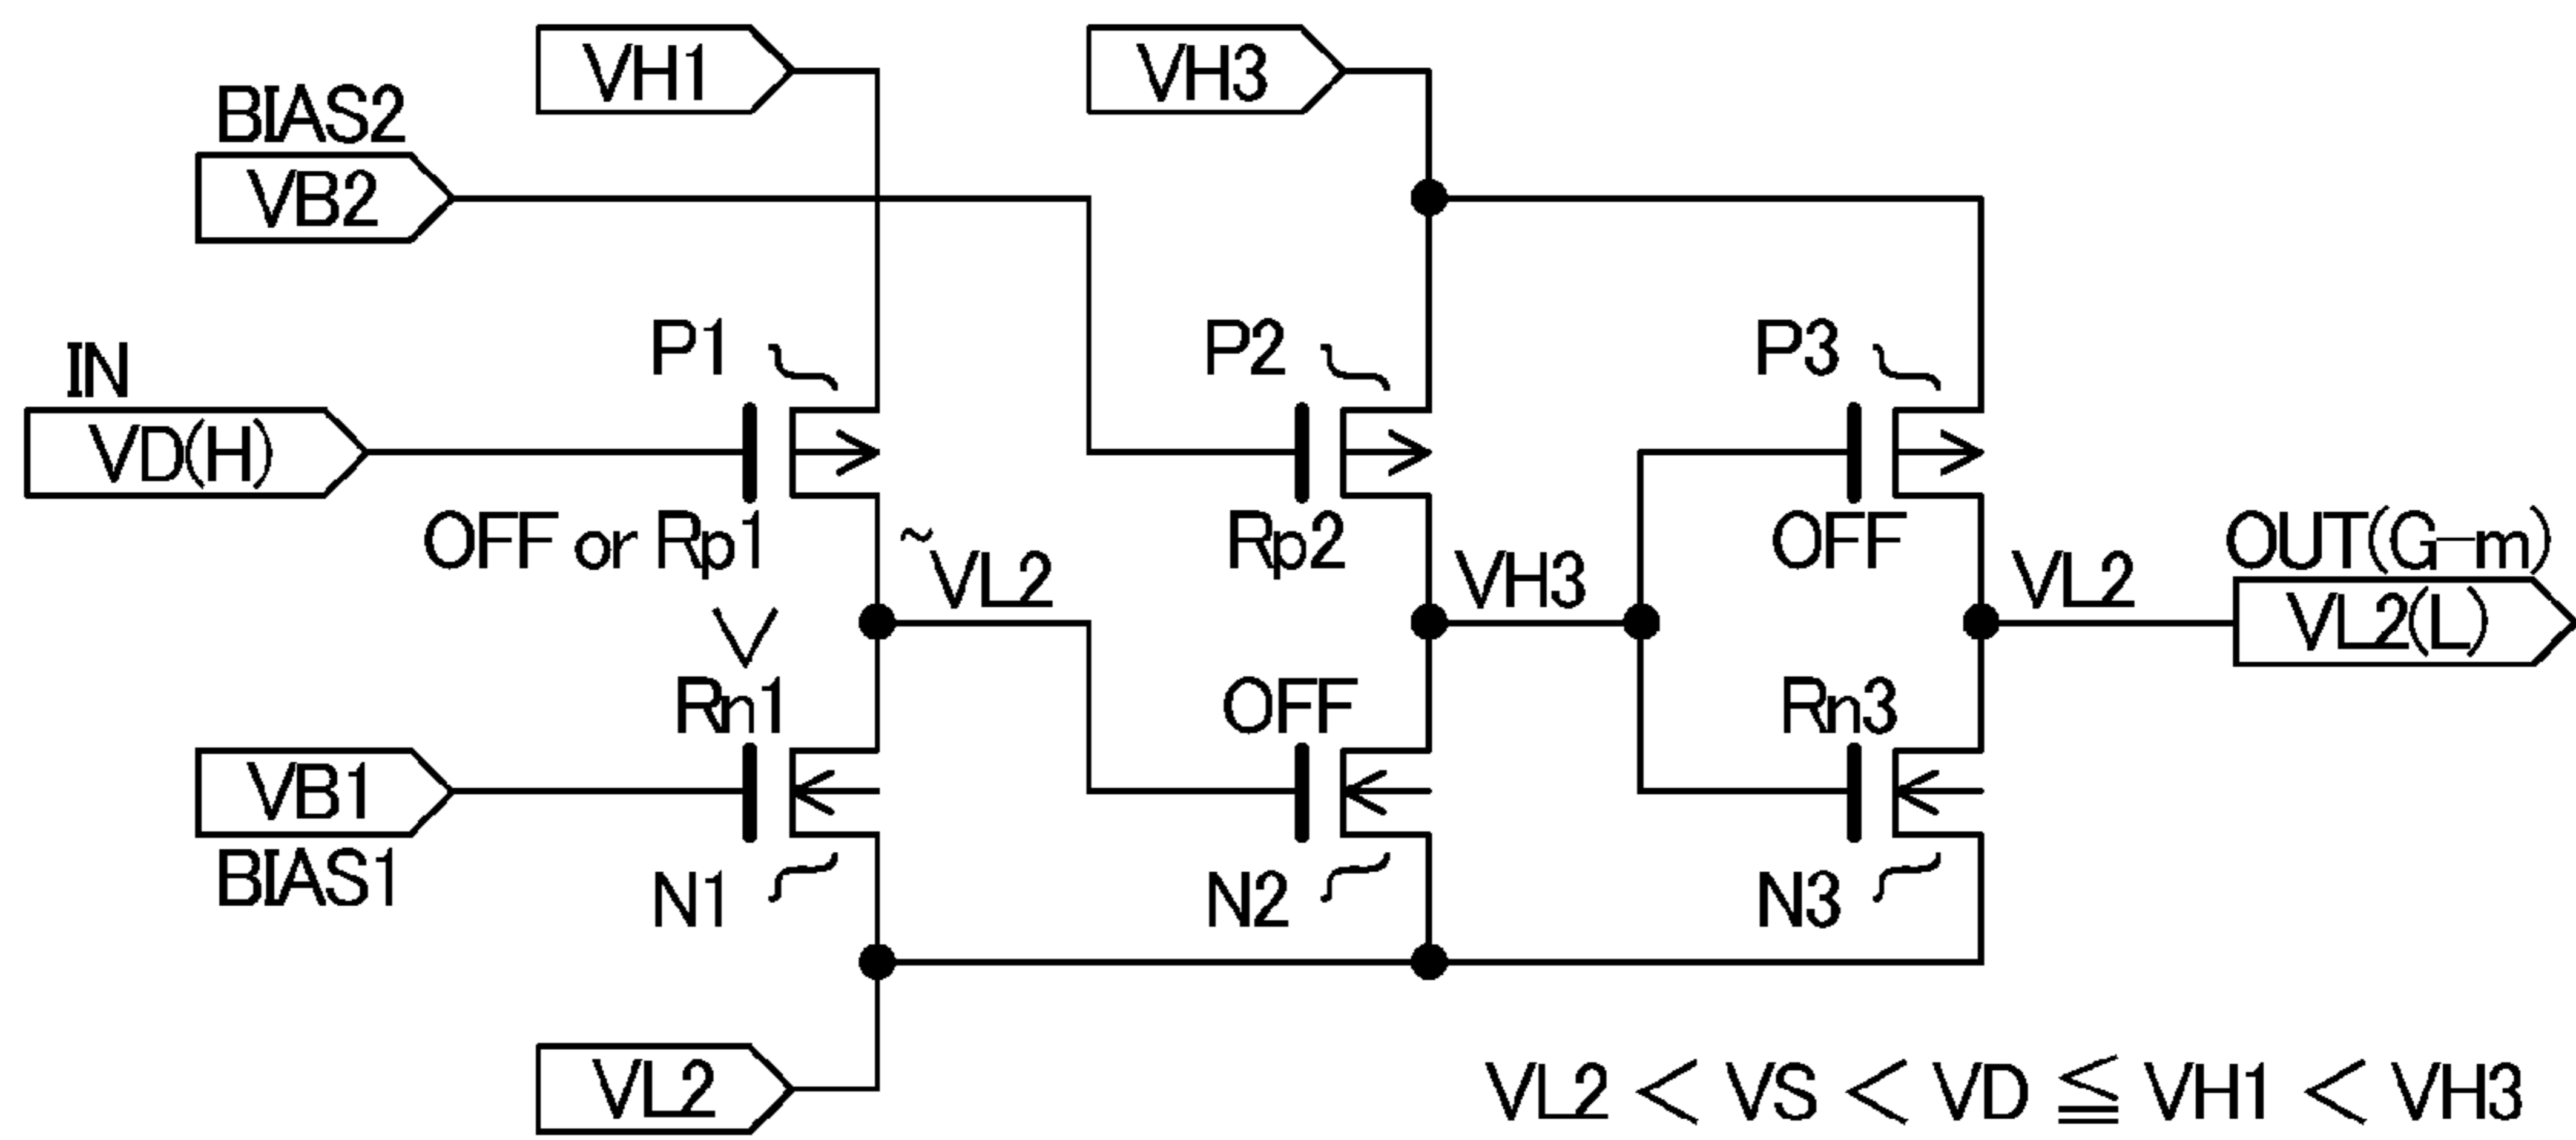 VH1
VH3
BIAS2
VB2
P1
P2
P3
IN
VD(H)
OFF or Rp1
Rp2
OFF
OUT(G-m)
~VL2
VH3
VL2
VL2(L)
∨
Rn1
OFF
Rn3
VB1
BIAS1
N1
N2
N3
VL2
VL2 < VS < VD ≦ VH1 < VH3